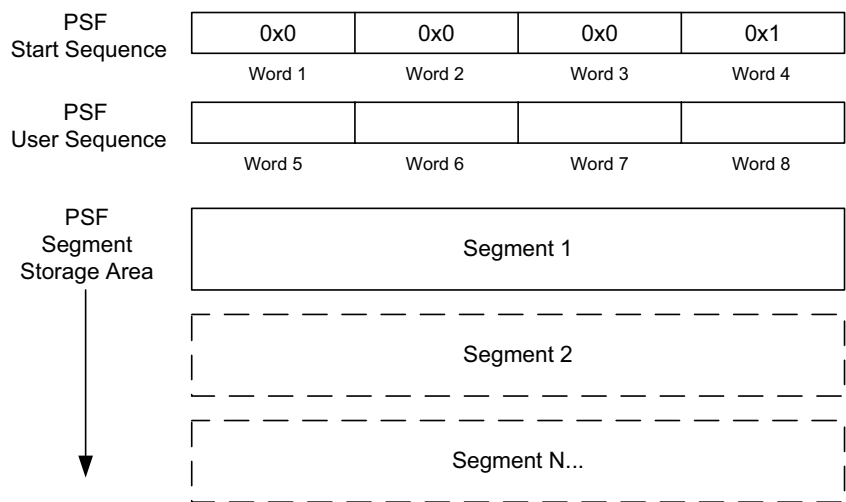 PSF
Start Sequence
0x0 0x0 0x0 0x1
Word 1 Word 2 Word 3 Word 4
PSF
User Sequence
Word 5 Word 6 Word 7 Word 8
PSF
Segment
Storage Area
Segment 1
Segment 2
Segment N...